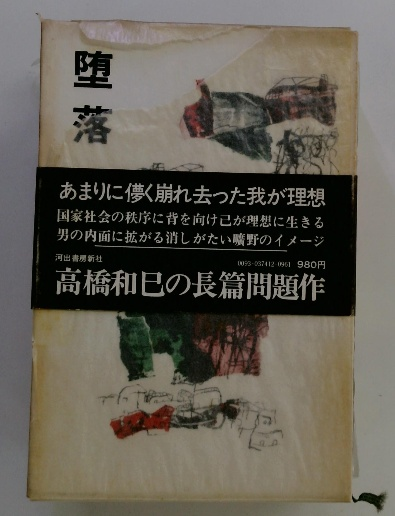 堕落
あまりに儚く崩れ去った我が理想
国家社会の秩序に背を向け己が理想に生きる
男の内面に拡がる消しがたい曠野のイメージ
河出書房新社
0093-037412-0961 980円
高橋和巳の長篇問題作